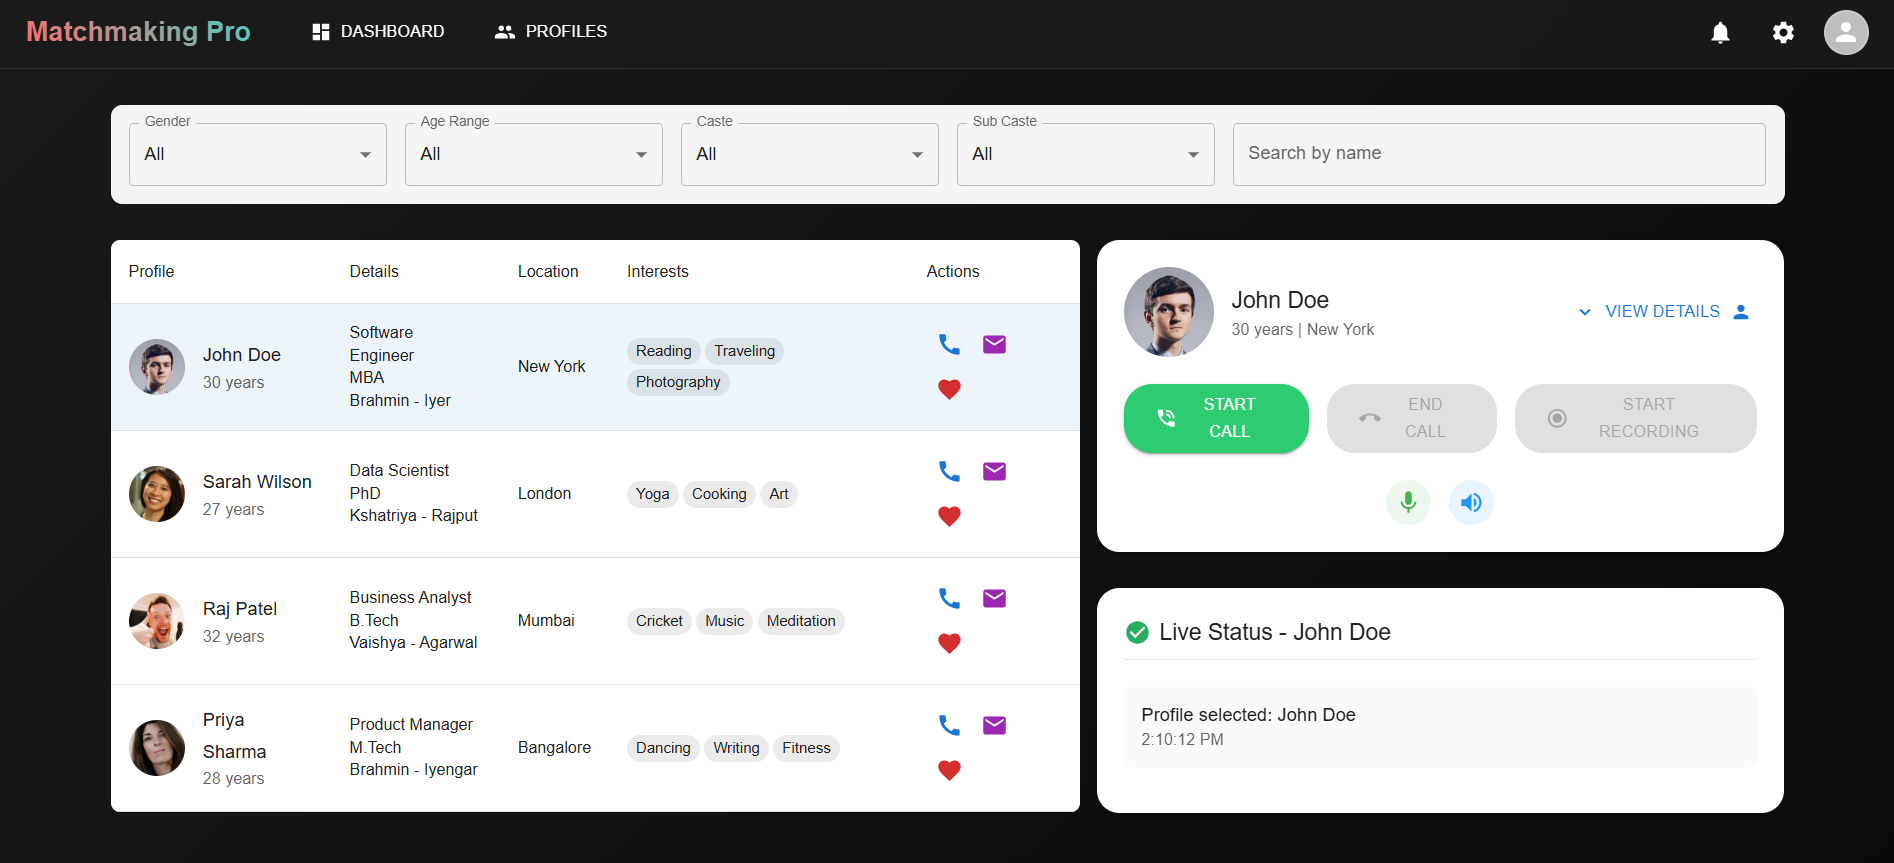 Matchmaking Pro
DASHBOARD
PROFILES
Gender
All
Age Range
All
Caste
All
Sub Caste
All
Search by name
Profile
Details
Location
Interests
Actions
John Doe
30 years
Software
Engineer
MBA
Brahmin - Iyer
New York
Reading
Traveling
Photography
Sarah Wilson
27 years
Data Scientist
PhD
Kshatriya - Rajput
London
Yoga
Cooking
Art
Raj Patel
32 years
Business Analyst
B.Tech
Vaishya - Agarwal
Mumbai
Cricket
Music
Meditation
Priya
Sharma
28 years
Product Manager
M.Tech
Brahmin - Iyengar
Bangalore
Dancing
Writing
Fitness
John Doe
30 years | New York
VIEW DETAILS
START
CALL
END
CALL
START
RECORDING
Live Status - John Doe
Profile selected: John Doe
2:10:12 PM